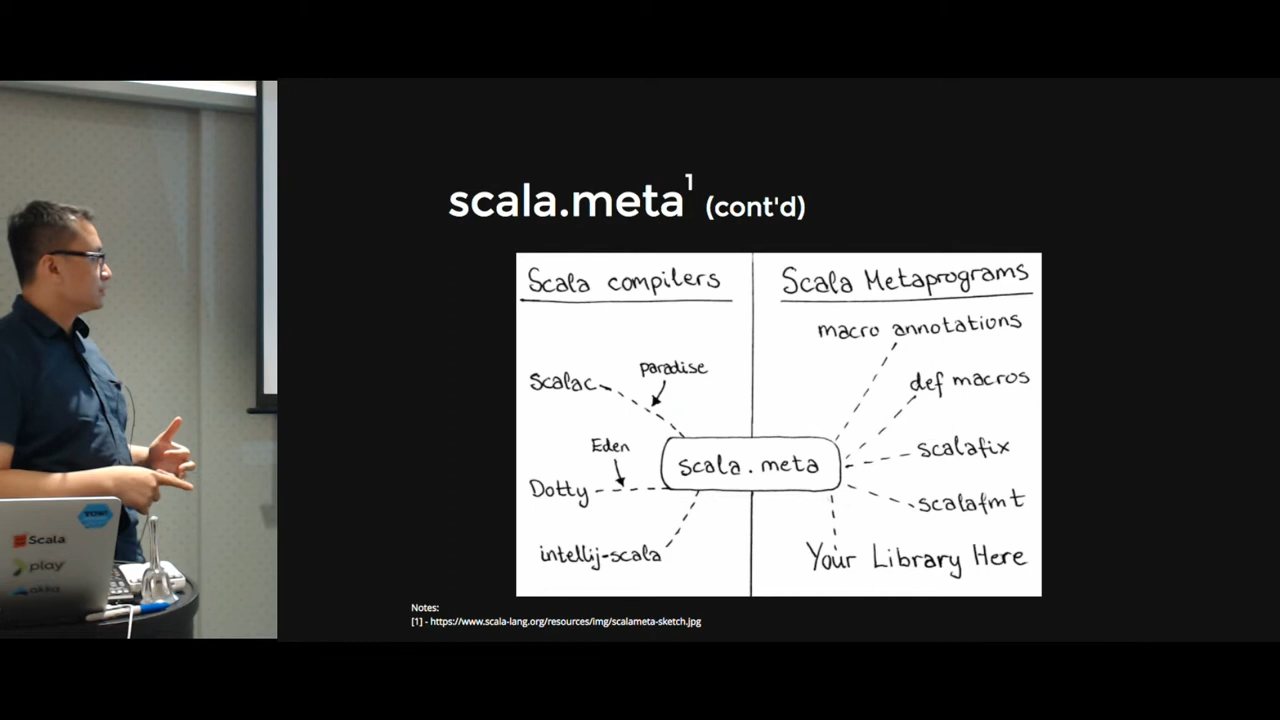 scala.meta¹ (cont'd)
Scala compilers
Scala Metaprograms
macro annotations
paradise
def macros
scalac
Eden
scalafix
scala.meta
Dotty
scalafmt
intellij-scala
Your Library Here
Notes:
[1] - https://www.scala-lang.org/resources/img/scalameta-sketch.jpg
YOW!
Scala
play
akka